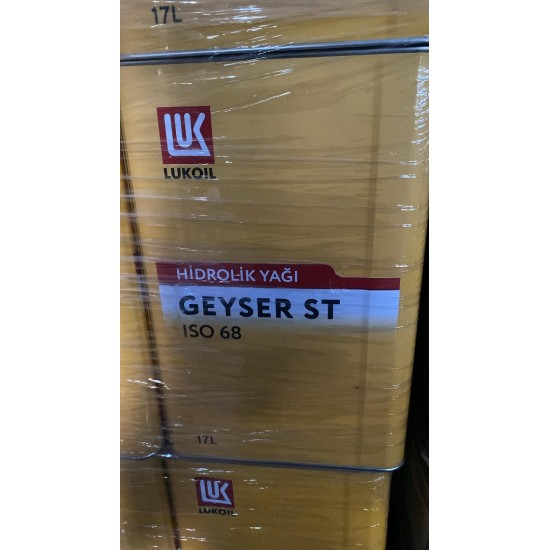 17L
LUK
LUKOIL
HİDROLİK YAĞI
GEYSER ST
ISO 68
17L
LUK
LUKOIL